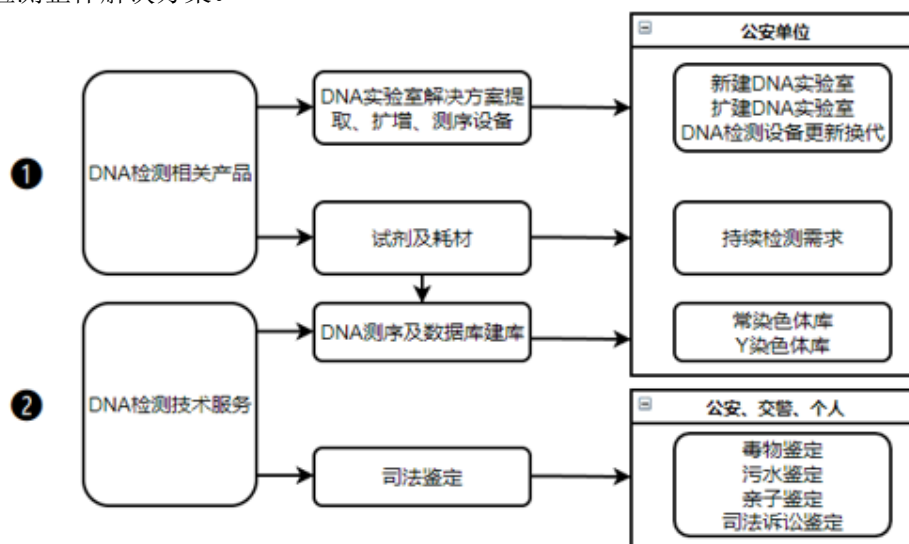 检测整体解决方案。
公安单位
DNA实验室解决方案提
取、扩增、测序设备
新建DNA实验室
扩建DNA实验室
DNA检测设备更新换代
❶
DNA检测相关产品
试剂及耗材
持续检测需求
DNA测序及数据库建库
常染色体库
Y染色体库
❷
DNA检测技术服务
公安、交警、个人
司法鉴定
毒物鉴定
污水鉴定
亲子鉴定
司法诉讼鉴定